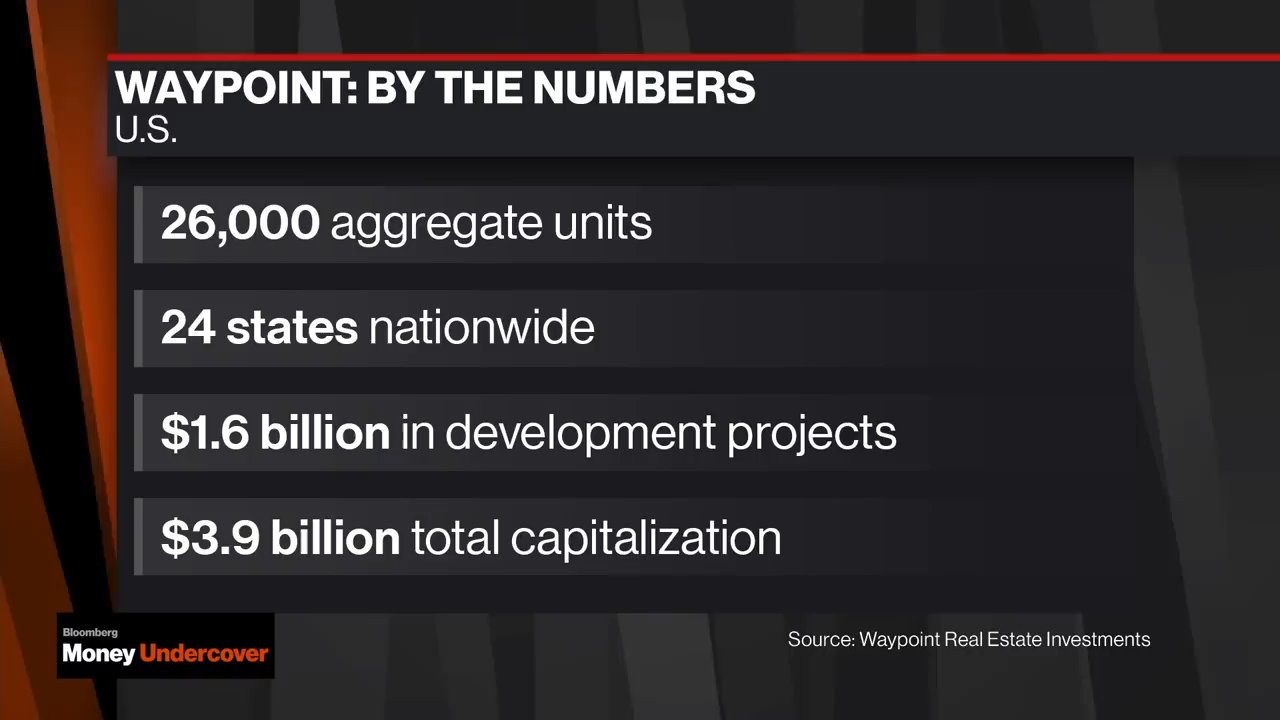 WAYPOINT: BY THE NUMBERS
U.S.
26,000 aggregate units
24 states nationwide
$1.6 billion in development projects
$3.9 billion total capitalization
Bloomberg
Money Undercover
Source: Waypoint Real Estate Investments